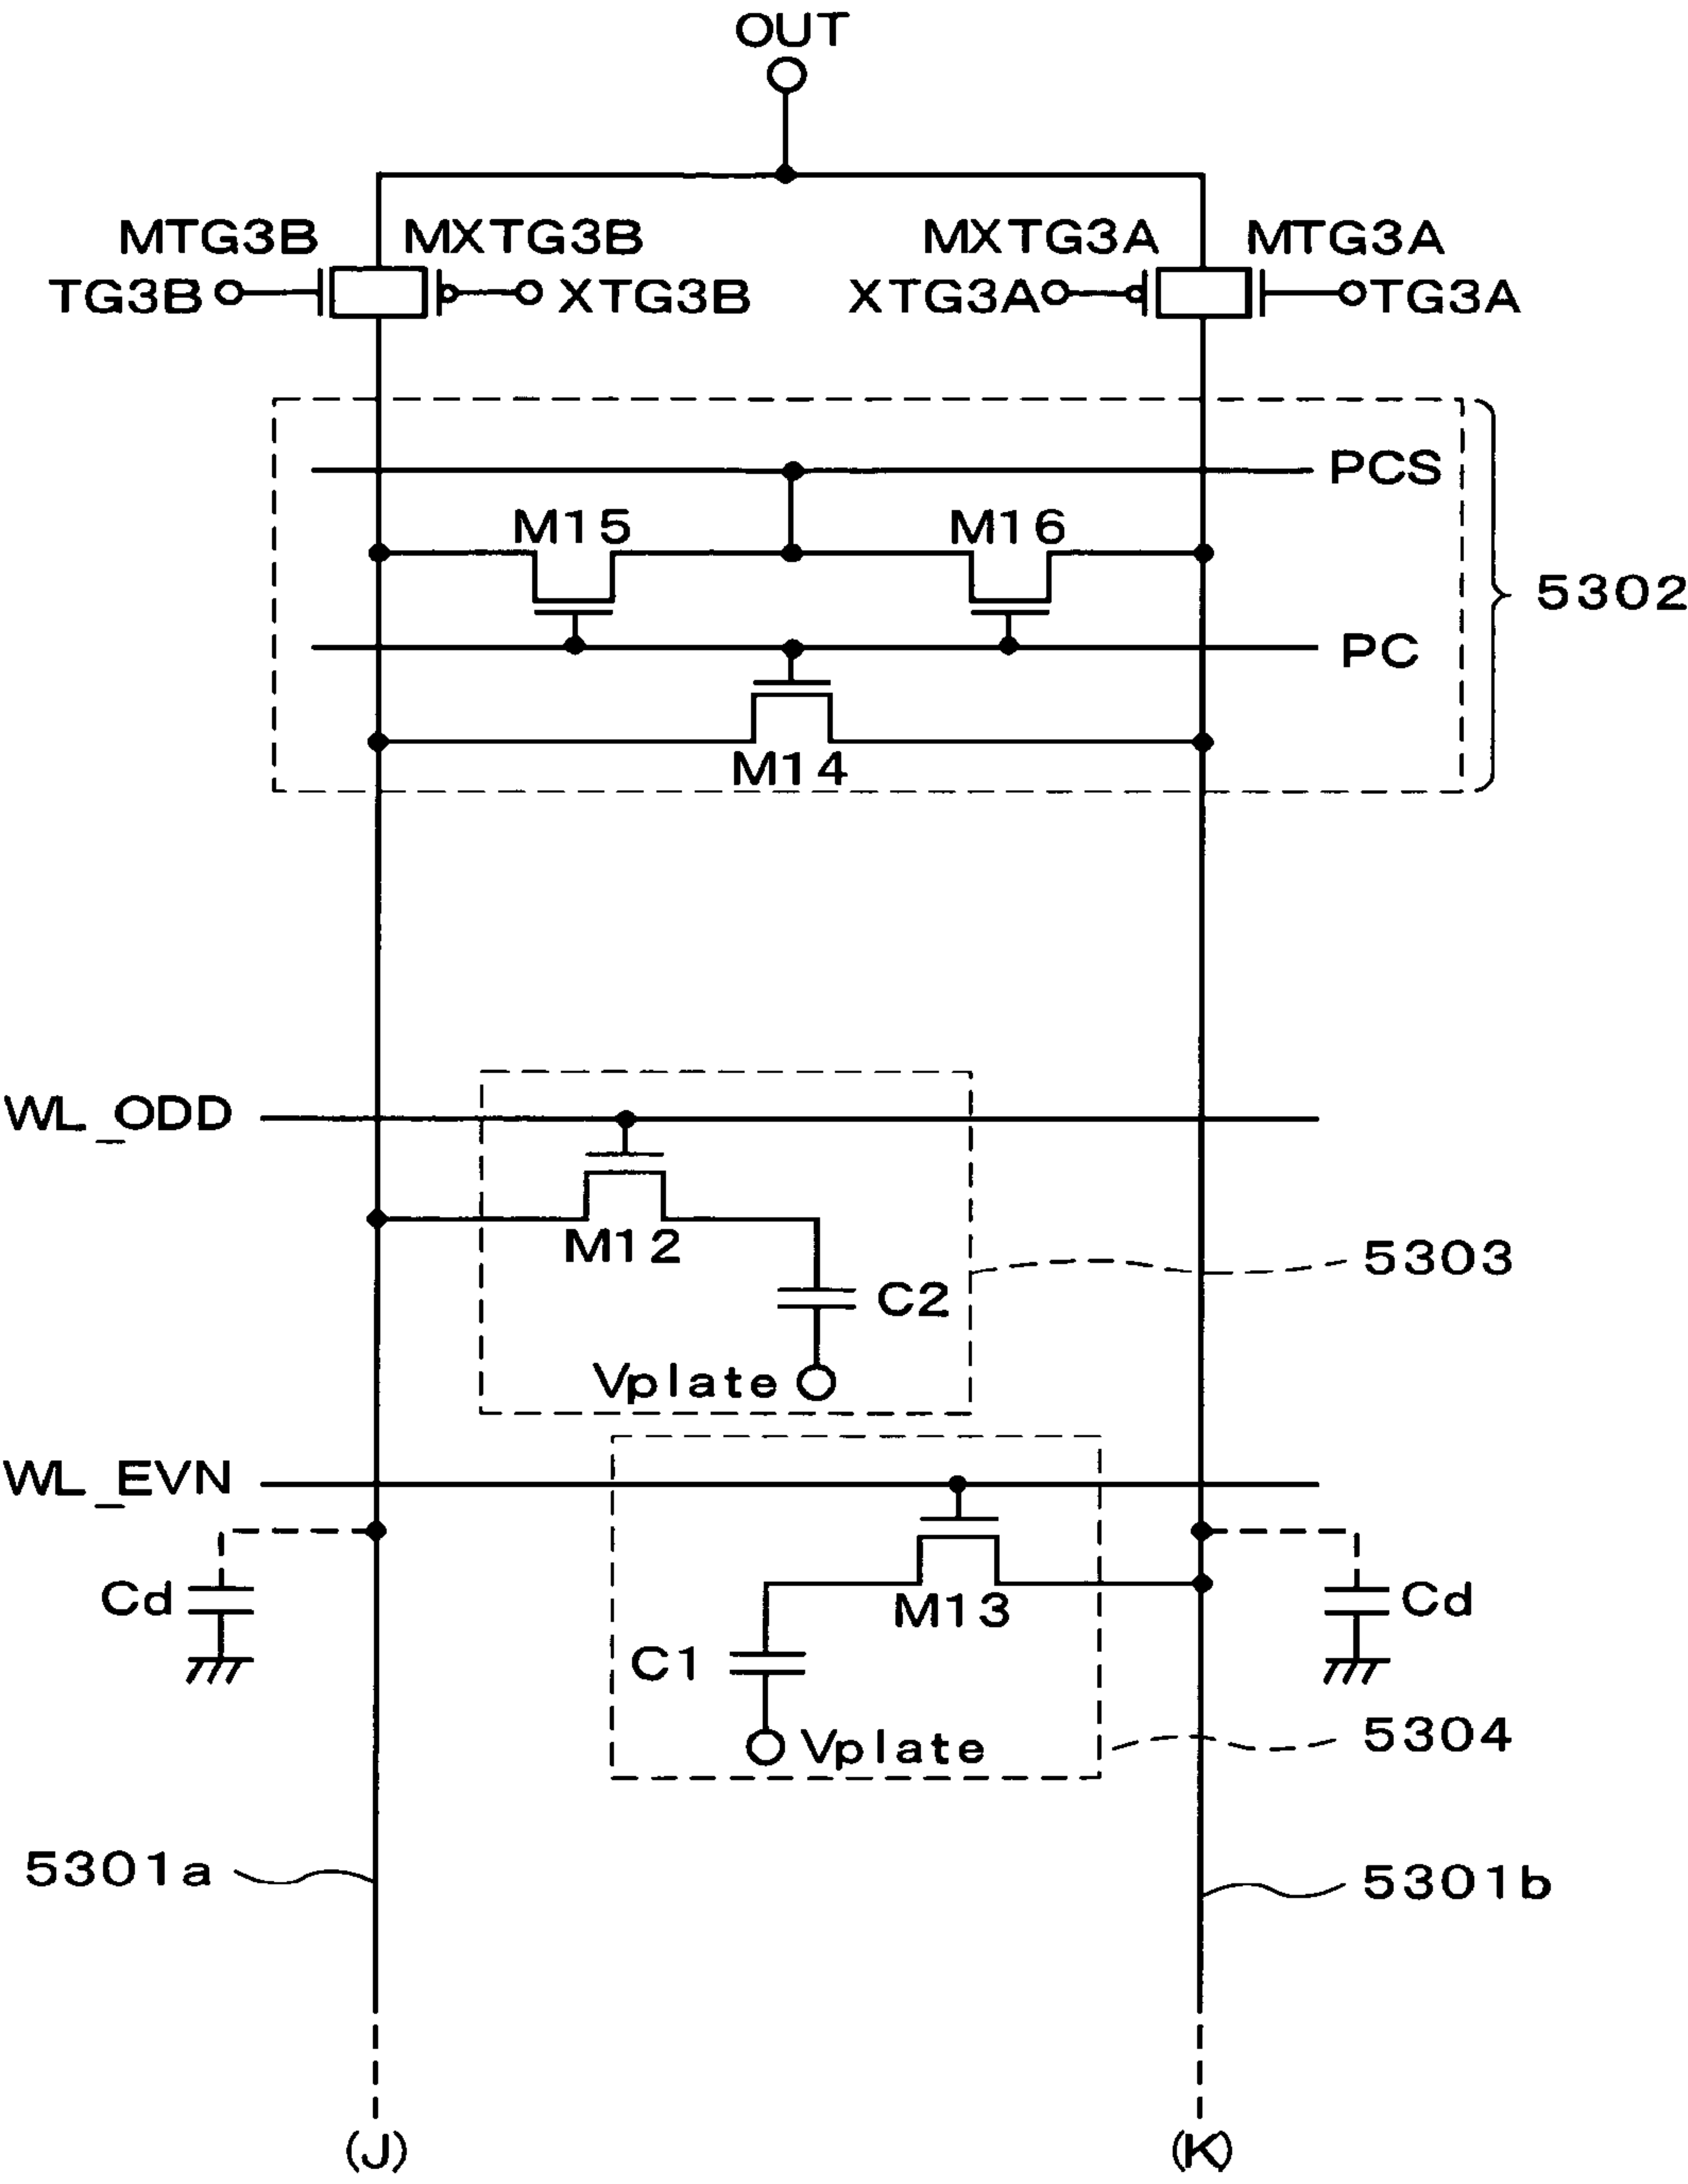 OUT
MTG3B MXTG3B MXTG3A MTG3A
TG3B XTG3B XTG3A TG3A
PCS
M15 M16
5302
PC
M14
WL_ODD
M12
5303
C2
Vplate
WL_EVN
Cd Cd
M13
C1
5304
Vplate
5301a 5301b
(J) (K)